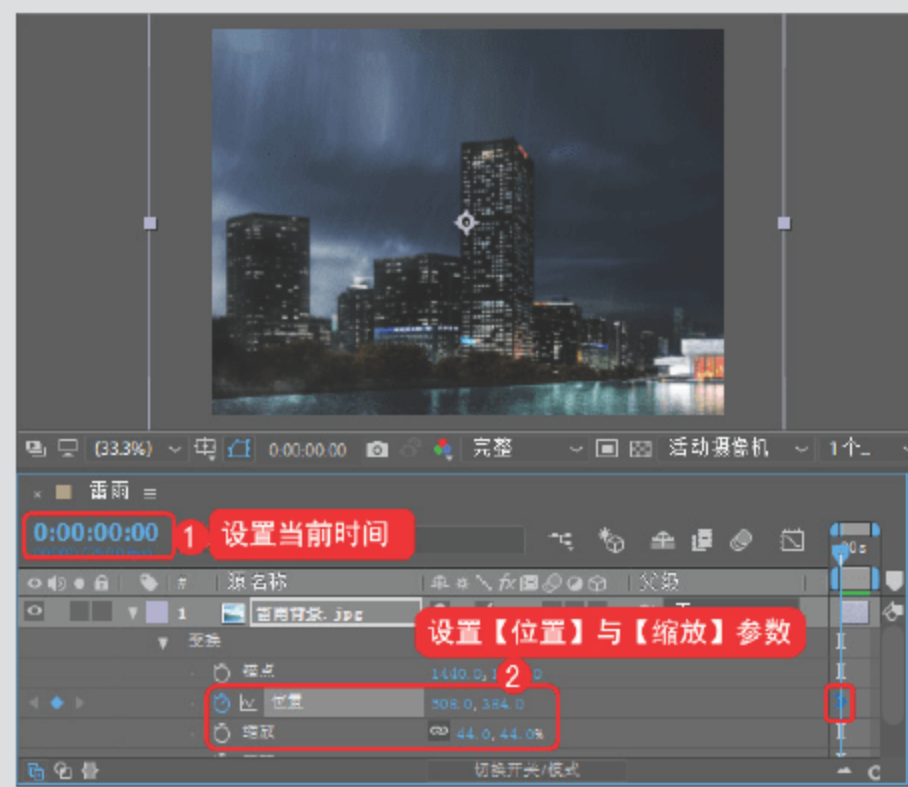 (33.3%)
0:00:00:00
完整
活动摄像机
1个_
雷雨
0:00:00:00
1
设置当前时间
:00s
#
源名称
父级
1
雷雨背景.jpg
设置【位置】与【缩放】参数
变换
锚点
2
位置
508.0, 384.0
缩放
44.0, 44.0%
切换开关/模式